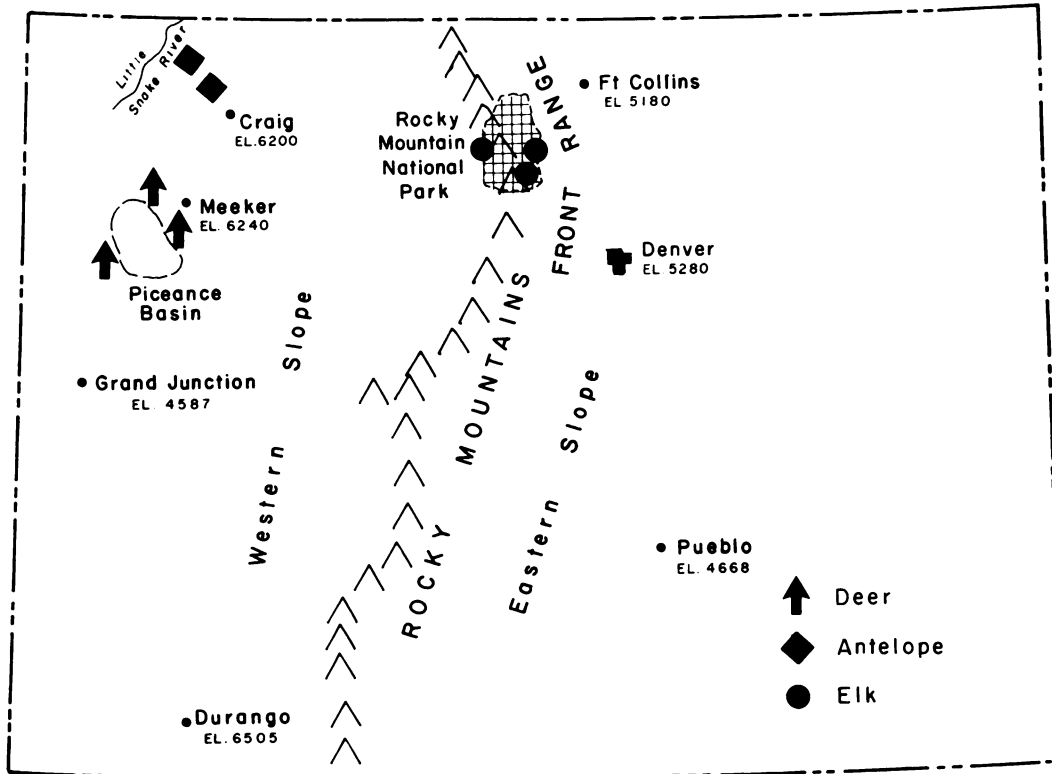 Little
Snake River
Craig
EL.6200
Rocky
Mountain
National
Park
FRONT RANGE
Ft Collins
EL 5180
Meeker
EL. 6240
Piceance
Basin
Denver
EL 5280
Grand Junction
EL. 4587
Western Slope
ROCKY MOUNTAINS
Eastern Slope
Pueblo
EL. 4668
Durango
EL. 6505
Deer
Antelope
Elk